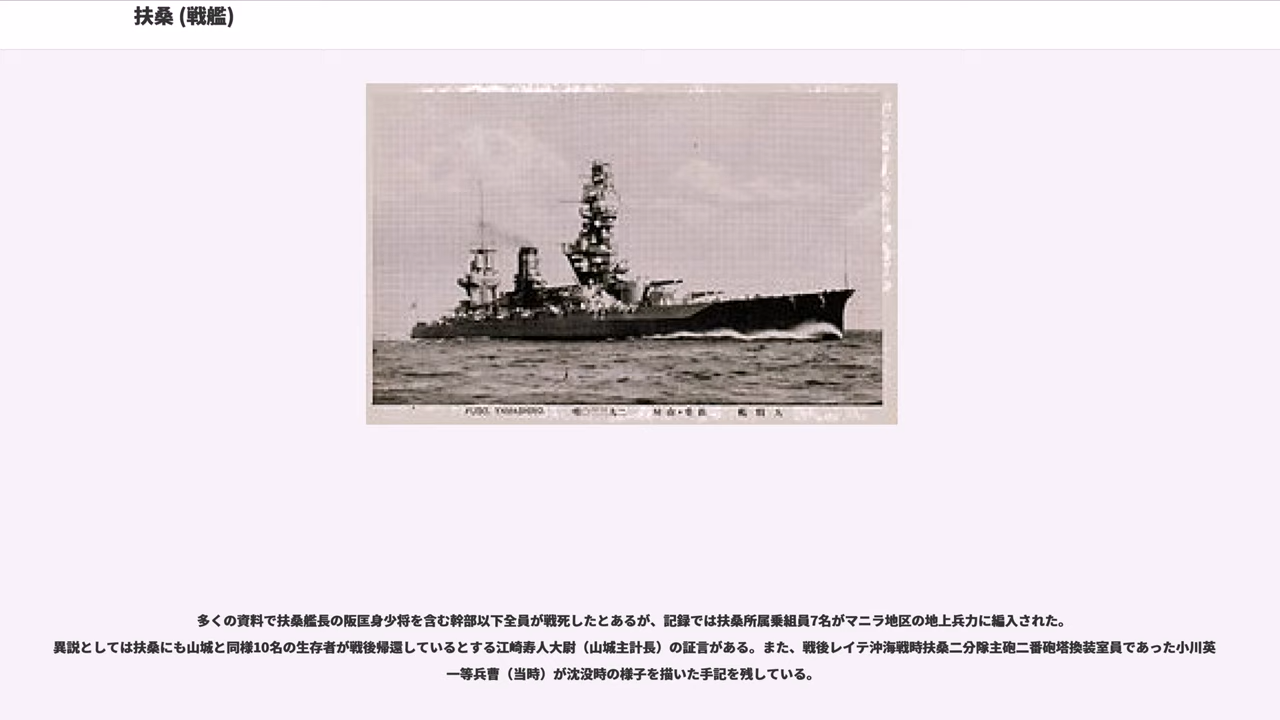 扶桑 (戦艦)
FUSO, YAMASHIRO.
多くの資料で扶桑艦長の阪匡身少将を含む幹部以下全員が戦死したとあるが、記録では扶桑所属乗組員7名がマニラ地区の地上兵力に編入された。
異説としては扶桑にも山城と同様10名の生存者が戦後帰還しているとする江崎寿人大尉（山城主計長）の証言がある。また、戦後レイテ沖海戦時扶桑二分隊主砲二番砲塔換装室員であった小川英
一等兵曹（当時）が沈没時の様子を描いた手記を残している。